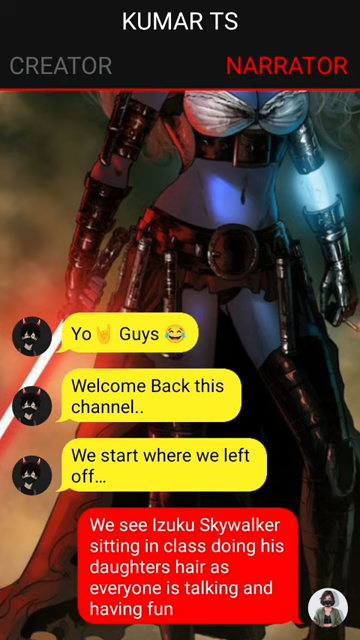 KUMAR TS
CREATOR
NARRATOR
Yo🤘 Guys 😂
Welcome Back this
channel..
We start where we left
off...
We see Izuku Skywalker
sitting in class doing his
daughters hair as
everyone is talking and
having fun